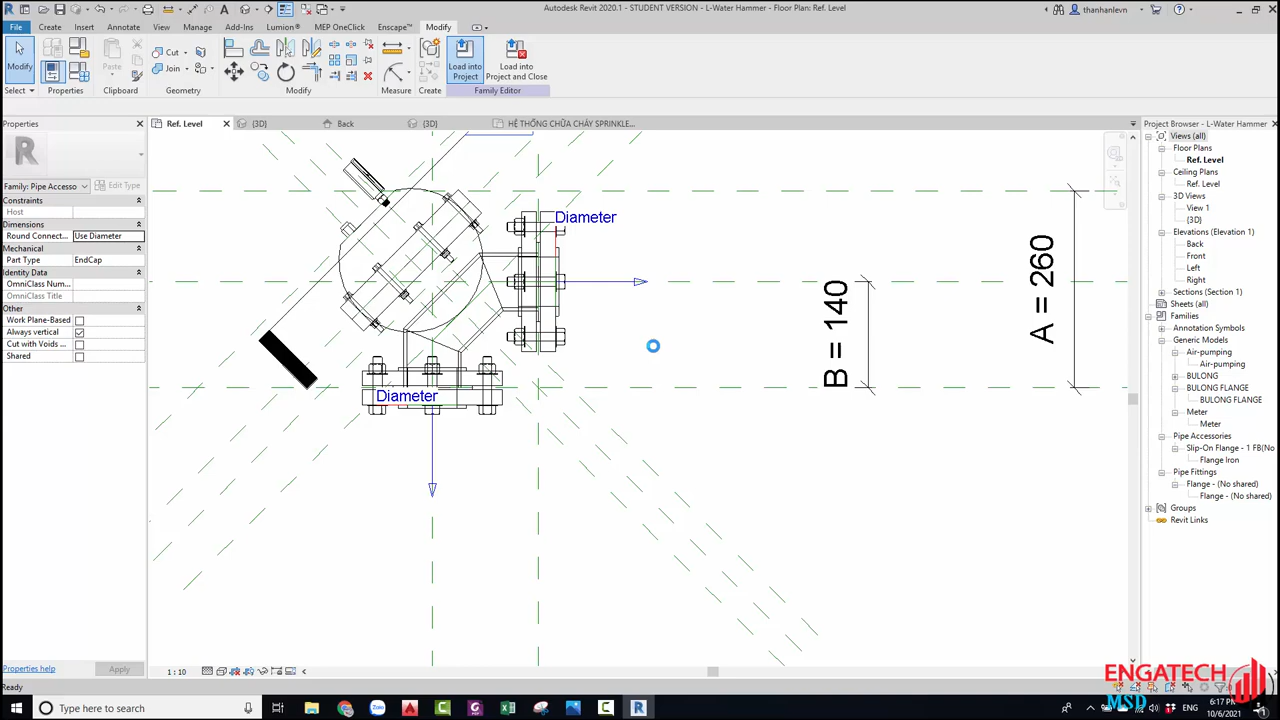 Autodesk Revit 2020.1 - STUDENT VERSION - L-Water Hammer - Floor Plan: Ref. Level
thanhlevn
File
Create
Insert
Annotate
View
Manage
Add-Ins
Lumion®
MEP OneClick
Enscape™
Modify
Modify
Paste
Cut
Join
Load into
Project
Load into
Project and Close
Select
Properties
Clipboard
Geometry
Modify
Measure
Create
Family Editor
Properties
Ref. Level
{3D}
Back
{3D}
HỆ THỐNG CHỮA CHÁY SPRINKLE...
Project Browser - L-Water Hammer
Family: Pipe Accesso
Edit Type
Constraints
Host
Dimensions
Round Connect...
Use Diameter
Mechanical
Part Type
EndCap
Identity Data
OmniClass Num...
OmniClass Title
Other
Work Plane-Based
Always vertical
Cut with Voids ...
Shared
Properties help
Apply
Diameter
Diameter
B = 140
A = 260
Views (all)
Floor Plans
Ref. Level
Ceiling Plans
Ref. Level
3D Views
View 1
{3D}
Elevations (Elevation 1)
Back
Front
Left
Right
Sections (Section 1)
Sheets (all)
Families
Annotation Symbols
Generic Models
Air-pumping
Air-pumping
BULONG
BULONG FLANGE
BULONG FLANGE
Meter
Meter
Pipe Accessories
Slip-On Flange - 1 FB(No
Flange Iron
Pipe Fittings
Flange - (No shared)
Flange - (No shared)
Groups
Revit Links
1 : 10
Ready
ENGATECH
MSD
Type here to search
6:17 PM
10/6/2021